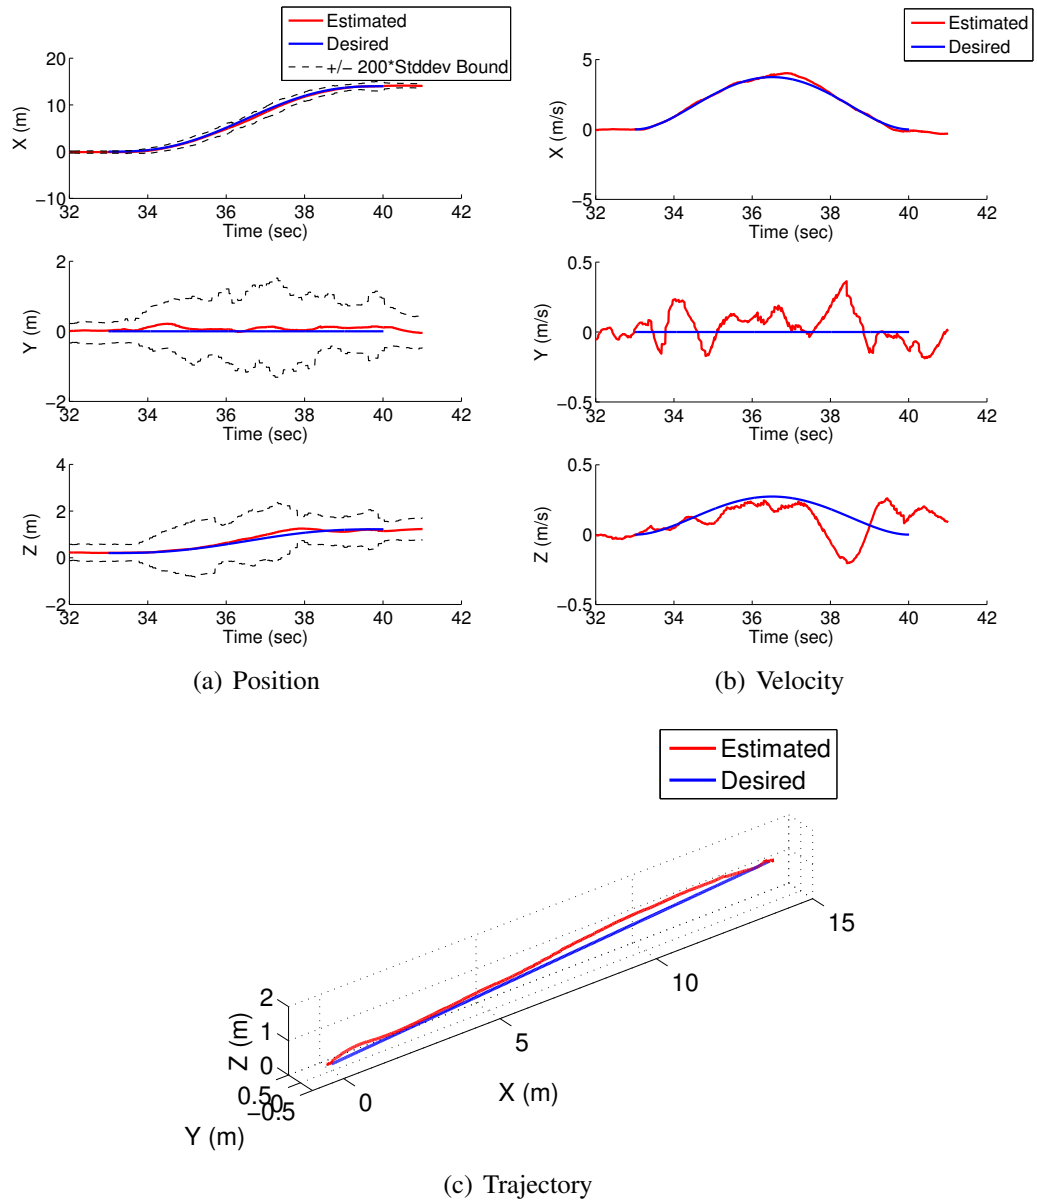 Estimated
Desired
+/− 200*Stddev Bound
20
10
0
−10
X (m)
32 34 36 38 40 42
Time (sec)
2
0
−2
Y (m)
32 34 36 38 40 42
Time (sec)
4
2
0
−2
Z (m)
32 34 36 38 40 42
Time (sec)
(a) Position
Estimated
Desired
5
0
−5
X (m/s)
32 34 36 38 40 42
Time (sec)
0.5
0
−0.5
Y (m/s)
32 34 36 38 40 42
Time (sec)
0.5
0
−0.5
Z (m/s)
32 34 36 38 40 42
Time (sec)
(b) Velocity
Estimated
Desired
2
1
0
Z (m)
0.5
0
−0.5
Y (m)
0
5
10
15
X (m)
(c) Trajectory